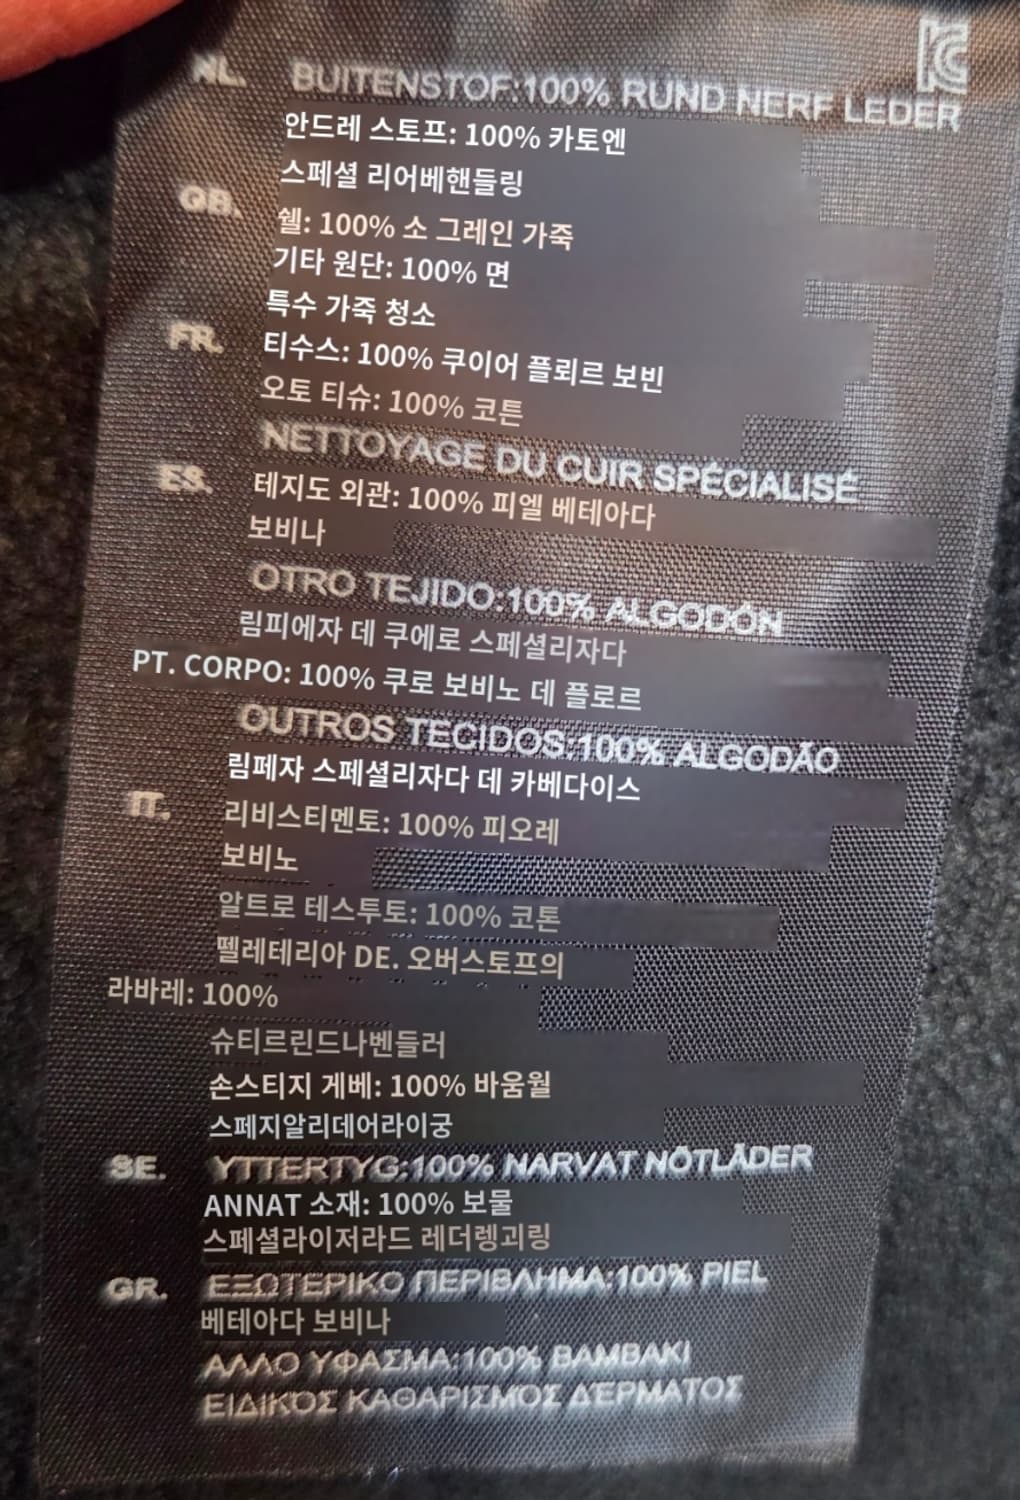 NL. BUITENSTOF:100% RUND NERF LEDER
안드레 스토프: 100% 카토엔
스페셜 리어베핸들링
GB. 쉘: 100% 소 그레인 가죽
기타 원단: 100% 면
특수 가죽 청소
FR. 티수스: 100% 쿠이어 플뢰르 보빈
오토 티슈: 100% 코튼
NETTOYAGE DU CUIR SPÉCIALISÉ
ES. 테지도 외관: 100% 피엘 베테아다
보비나
OTRO TEJIDO:100% ALGODÓN
림피에자 데 쿠에로 스페셜리자다
PT. CORPO: 100% 쿠로 보비노 데 플로르
OUTROS TECIDOS:100% ALGODÃO
림페자 스페셜리자다 데 카베다이스
IT. 리비스티멘토: 100% 피오레
보비노
알트로 테스투토: 100% 코톤
펠레테리아 DE. 오버스토프의
라바레: 100%
슈티르린드나벤들러
손스티지 게베: 100% 바움월
스페지알리데어라이궁
SE. YTTERTYG:100% NARVAT NÖTLÄDER
ANNAT 소재: 100% 보물
스페셜라이저라드 레더렝괴링
GR. ΕΞΩΤΕΡΙΚΟ ΠΕΡΙΒΛΗΜΑ:100% PIEL
베테아다 보비나
ΑΛΛΟ ΥΦΑΣΜΑ:100% ΒΑΜΒΑΚΙ
ΕΙΔΙΚΌΣ ΚΑΘΑΡΙΣΜΌΣ ΔΈΡΜΑΤΟΣ